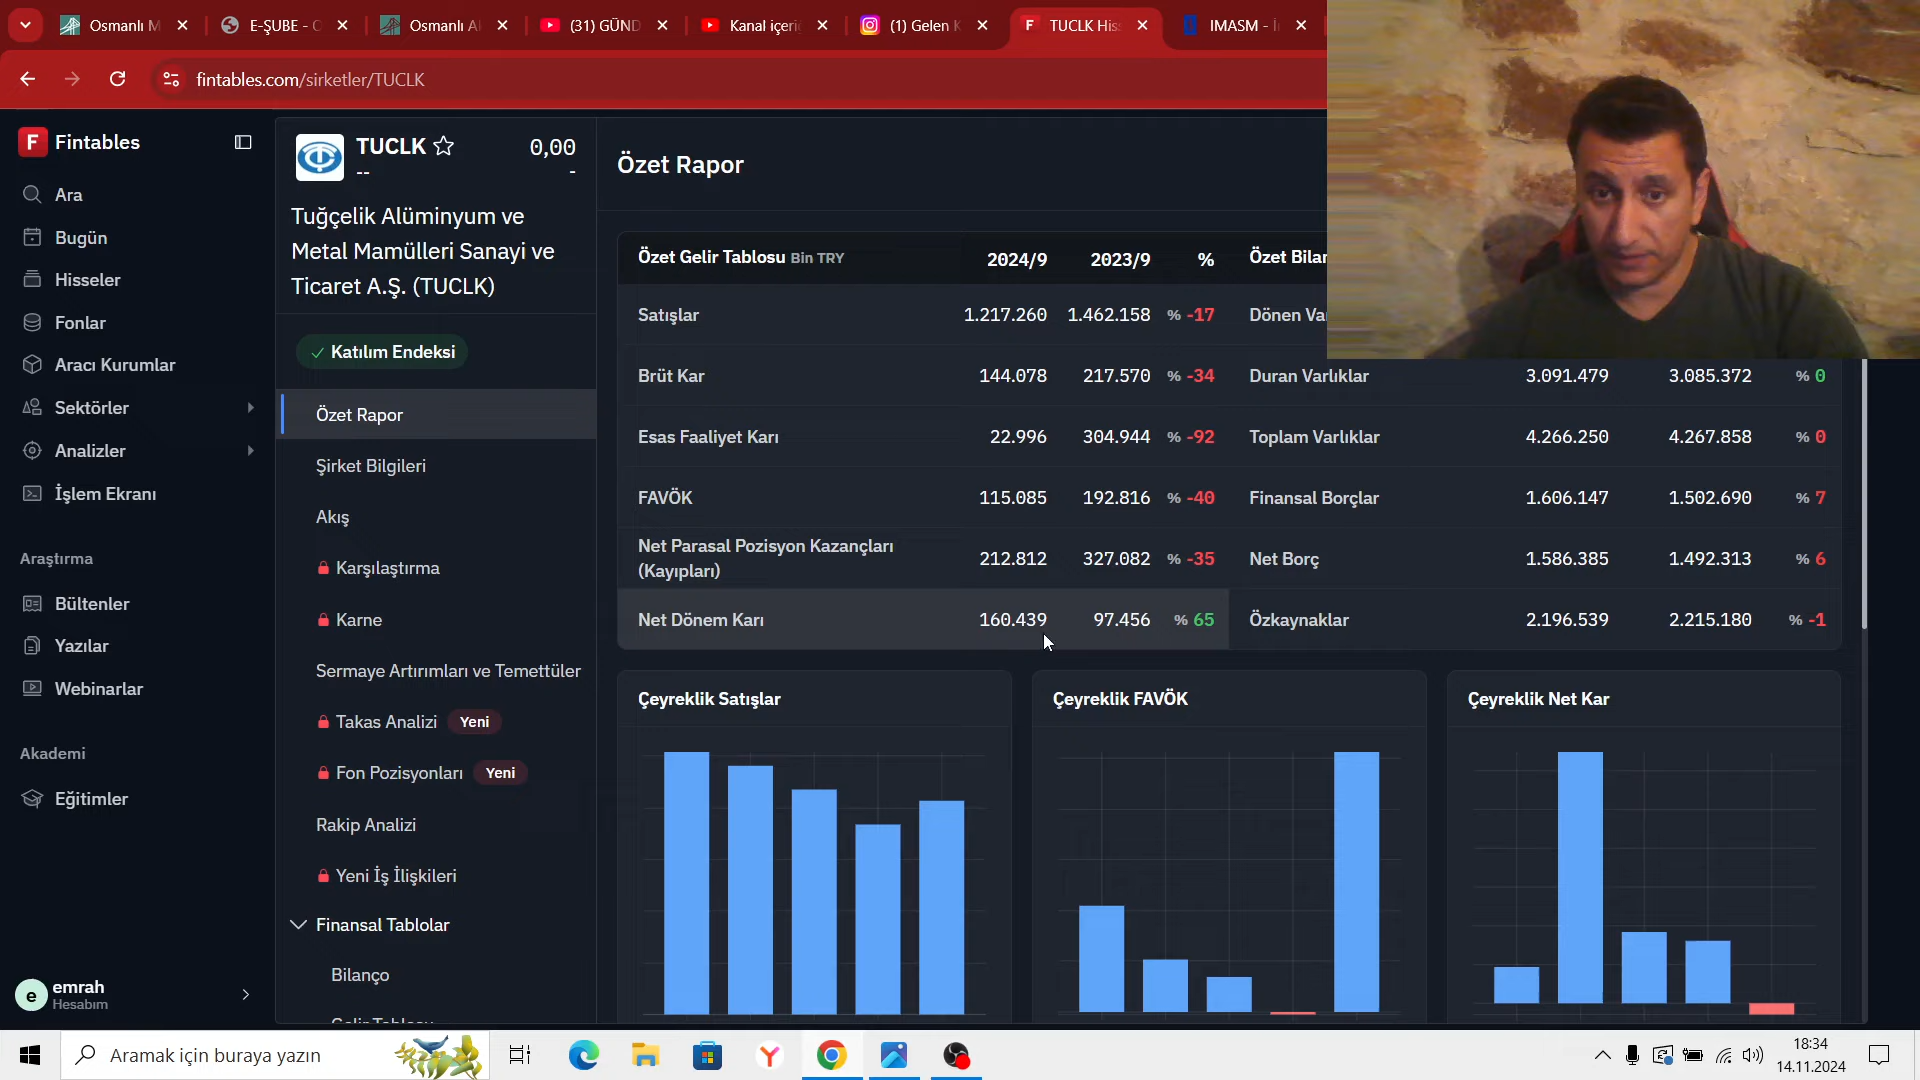 Osmanlı M
E-ŞUBE - C
Osmanlı Al
(31) GÜND
Kanal içeri
(1) Gelen K
TUCLK His
IMASM - İ
fintables.com/sirketler/TUCLK
F Fintables
Ara
Bugün
Hisseler
Fonlar
Aracı Kurumlar
Sektörler
Analizler
İşlem Ekranı
Araştırma
Bültenler
Yazılar
Webinarlar
Akademi
Eğitimler
e emrah
Hesabım
TUCLK 0,00
-- -
Tuğçelik Alüminyum ve
Metal Mamülleri Sanayi ve
Ticaret A.Ş. (TUCLK)
Katılım Endeksi
Özet Rapor
Şirket Bilgileri
Akış
Karşılaştırma
Karne
Sermaye Artırımları ve Temettüler
Takas Analizi Yeni
Fon Pozisyonları Yeni
Rakip Analizi
Yeni İş İlişkileri
Finansal Tablolar
Bilanço
Gelir Tablosu
Özet Rapor
Özet Gelir Tablosu Bin TRY 2024/9 2023/9 %
Satışlar 1.217.260 1.462.158 % -17
Brüt Kar 144.078 217.570 % -34
Esas Faaliyet Karı 22.996 304.944 % -92
FAVÖK 115.085 192.816 % -40
Net Parasal Pozisyon Kazançları
(Kayıpları) 212.812 327.082 % -35
Net Dönem Karı 160.439 97.456 % 65
Özet Bilan
Dönen Va
Duran Varlıklar 3.091.479 3.085.372 % 0
Toplam Varlıklar 4.266.250 4.267.858 % 0
Finansal Borçlar 1.606.147 1.502.690 % 7
Net Borç 1.586.385 1.492.313 % 6
Özkaynaklar 2.196.539 2.215.180 % -1
Çeyreklik Satışlar
Çeyreklik FAVÖK
Çeyreklik Net Kar
Aramak için buraya yazın
18:34
14.11.2024